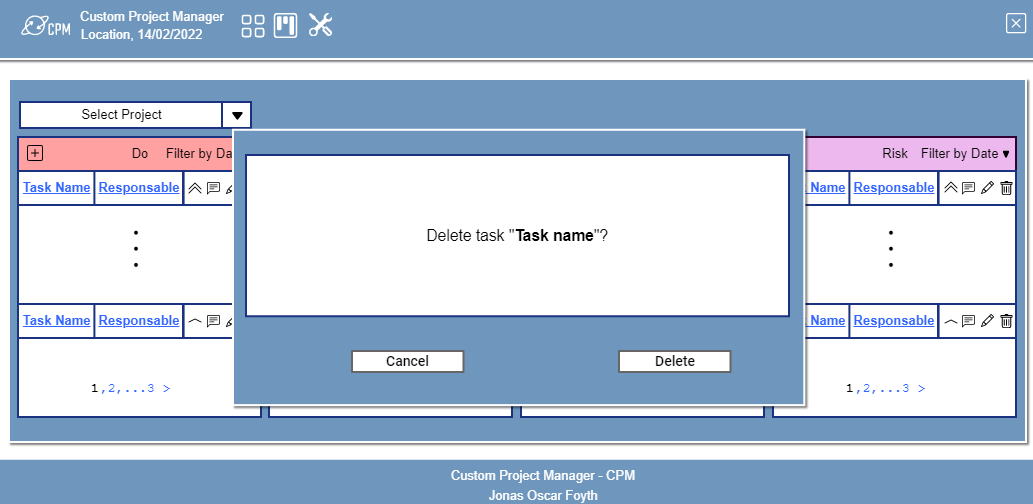 CPM
Custom Project Manager
Location, 14/02/2022
Select Project
Do Filter by Da
Risk Filter by Date
Task Name Responsable
Name Responsable
Delete task "Task name"?
Task Name Responsable
Name Responsable
Cancel Delete
1,2,...3 >
1,2,...3 >
Custom Project Manager - CPM
Jonas Oscar Foyth